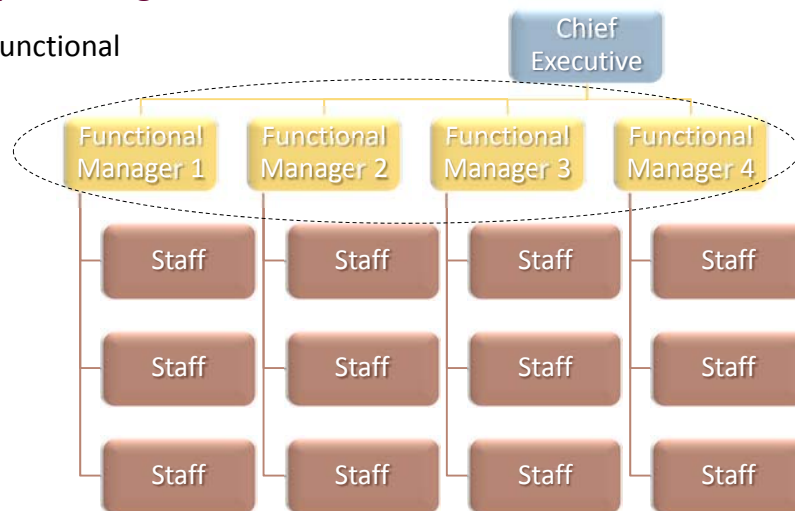 unctional
Chief
Executive
Functional
Manager 1
Functional
Manager 2
Functional
Manager 3
Functional
Manager 4
Staff
Staff
Staff
Staff
Staff
Staff
Staff
Staff
Staff
Staff
Staff
Staff